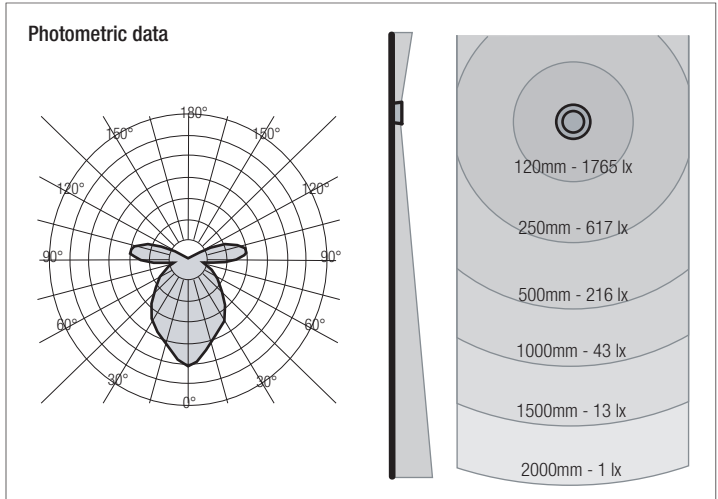 Photometric data
180°
150°
150°
120°
120°
90°
90°
60°
60°
30°
30°
0°
120mm - 1765 lx
250mm - 617 lx
500mm - 216 lx
1000mm - 43 lx
1500mm - 13 lx
2000mm - 1 lx